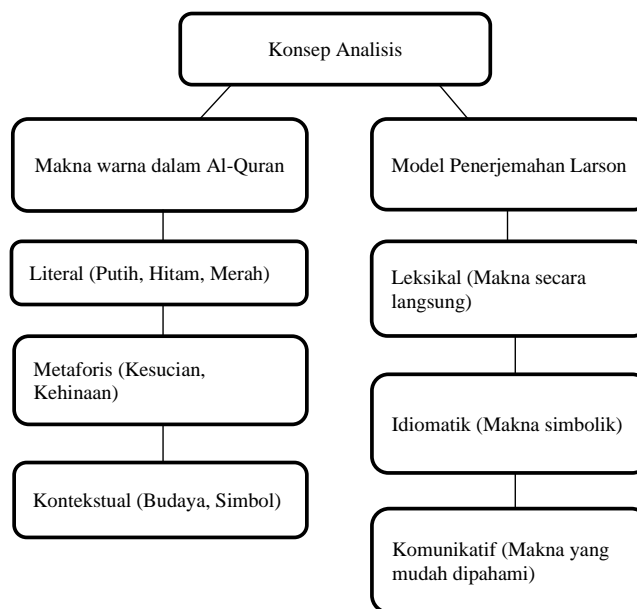 Konsep Analisis
Makna warna dalam Al-Quran
Literal (Putih, Hitam, Merah)
Metaforis (Kesucian,
Kehinaan)
Kontekstual (Budaya, Simbol)
Model Penerjemahan Larson
Leksikal (Makna secara
langsung)
Idiomatik (Makna simbolik)
Komunikatif (Makna yang
mudah dipahami)